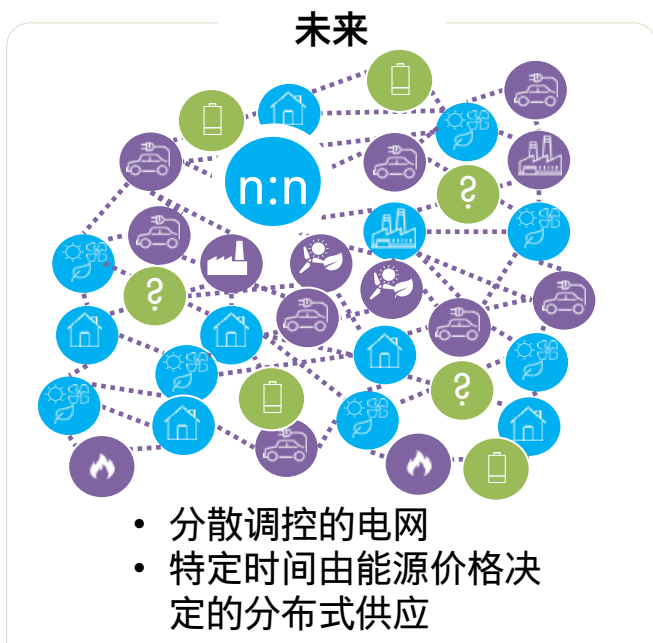 未来
n:n
?
?
?
• 分散调控的电网
• 特定时间由能源价格决
定的分布式供应